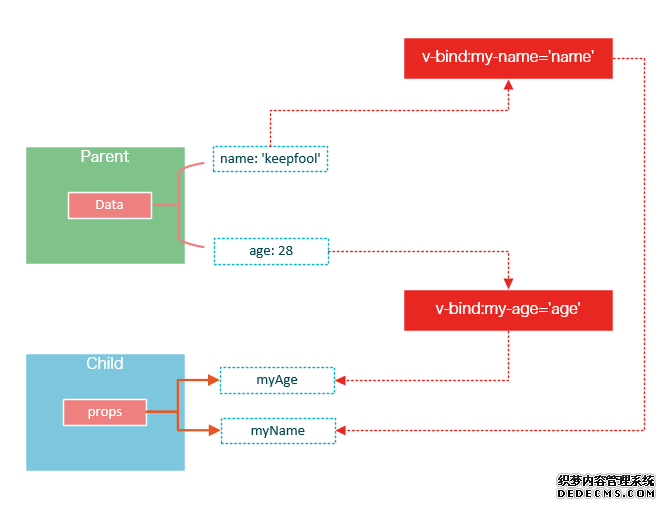 v-bind:my-name=’name’
Parent
name: 'keepfool'
Data
age: 28
v-bind:my-age=’age'
Child
myAge
props
myName
织梦内容管理系统
DEDECMS.COM